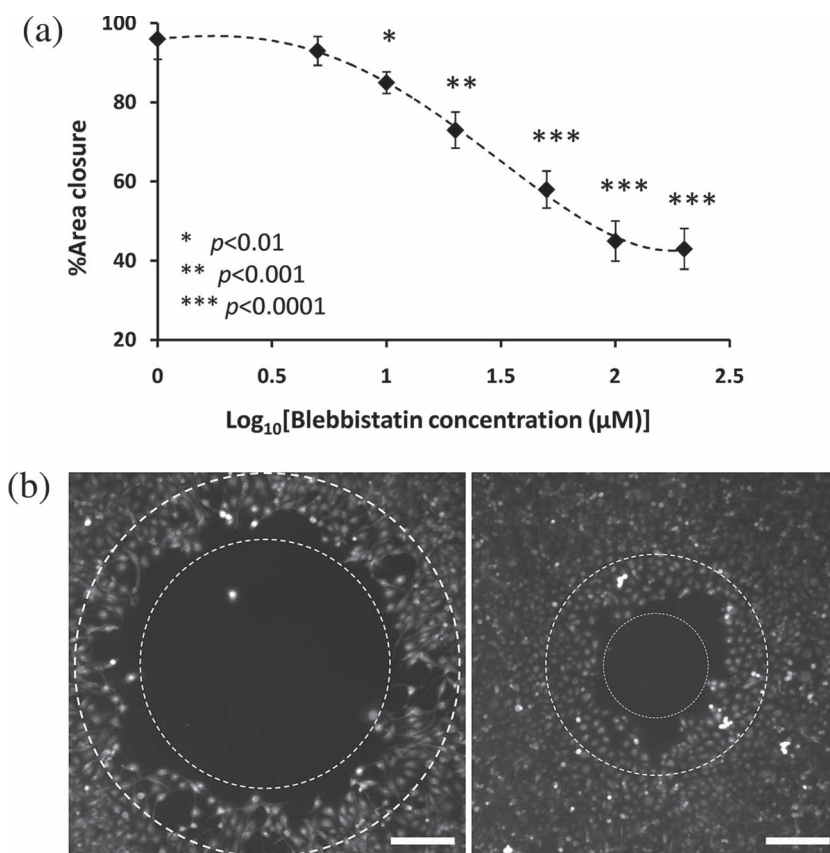 (a)
100
80
60
40
20
%Area closure
*
**
***
***
***
* p<0.01
** p<0.001
*** p<0.0001
0
0.5
1
1.5
2
2.5
Log₁₀[Blebbistatin concentration (µM)]
(b)